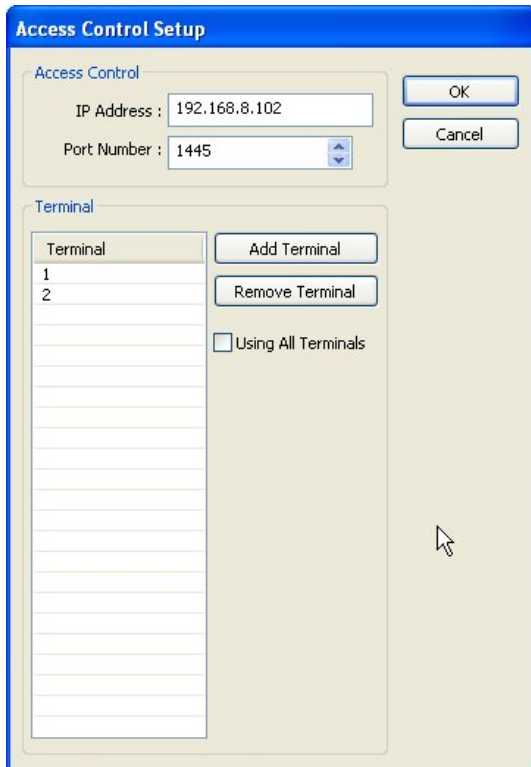 Access Control Setup
Access Control
IP Address : 192.168.8.102
Port Number : 1445
OK
Cancel
Terminal
Terminal
1
2
Add Terminal
Remove Terminal
Using All Terminals